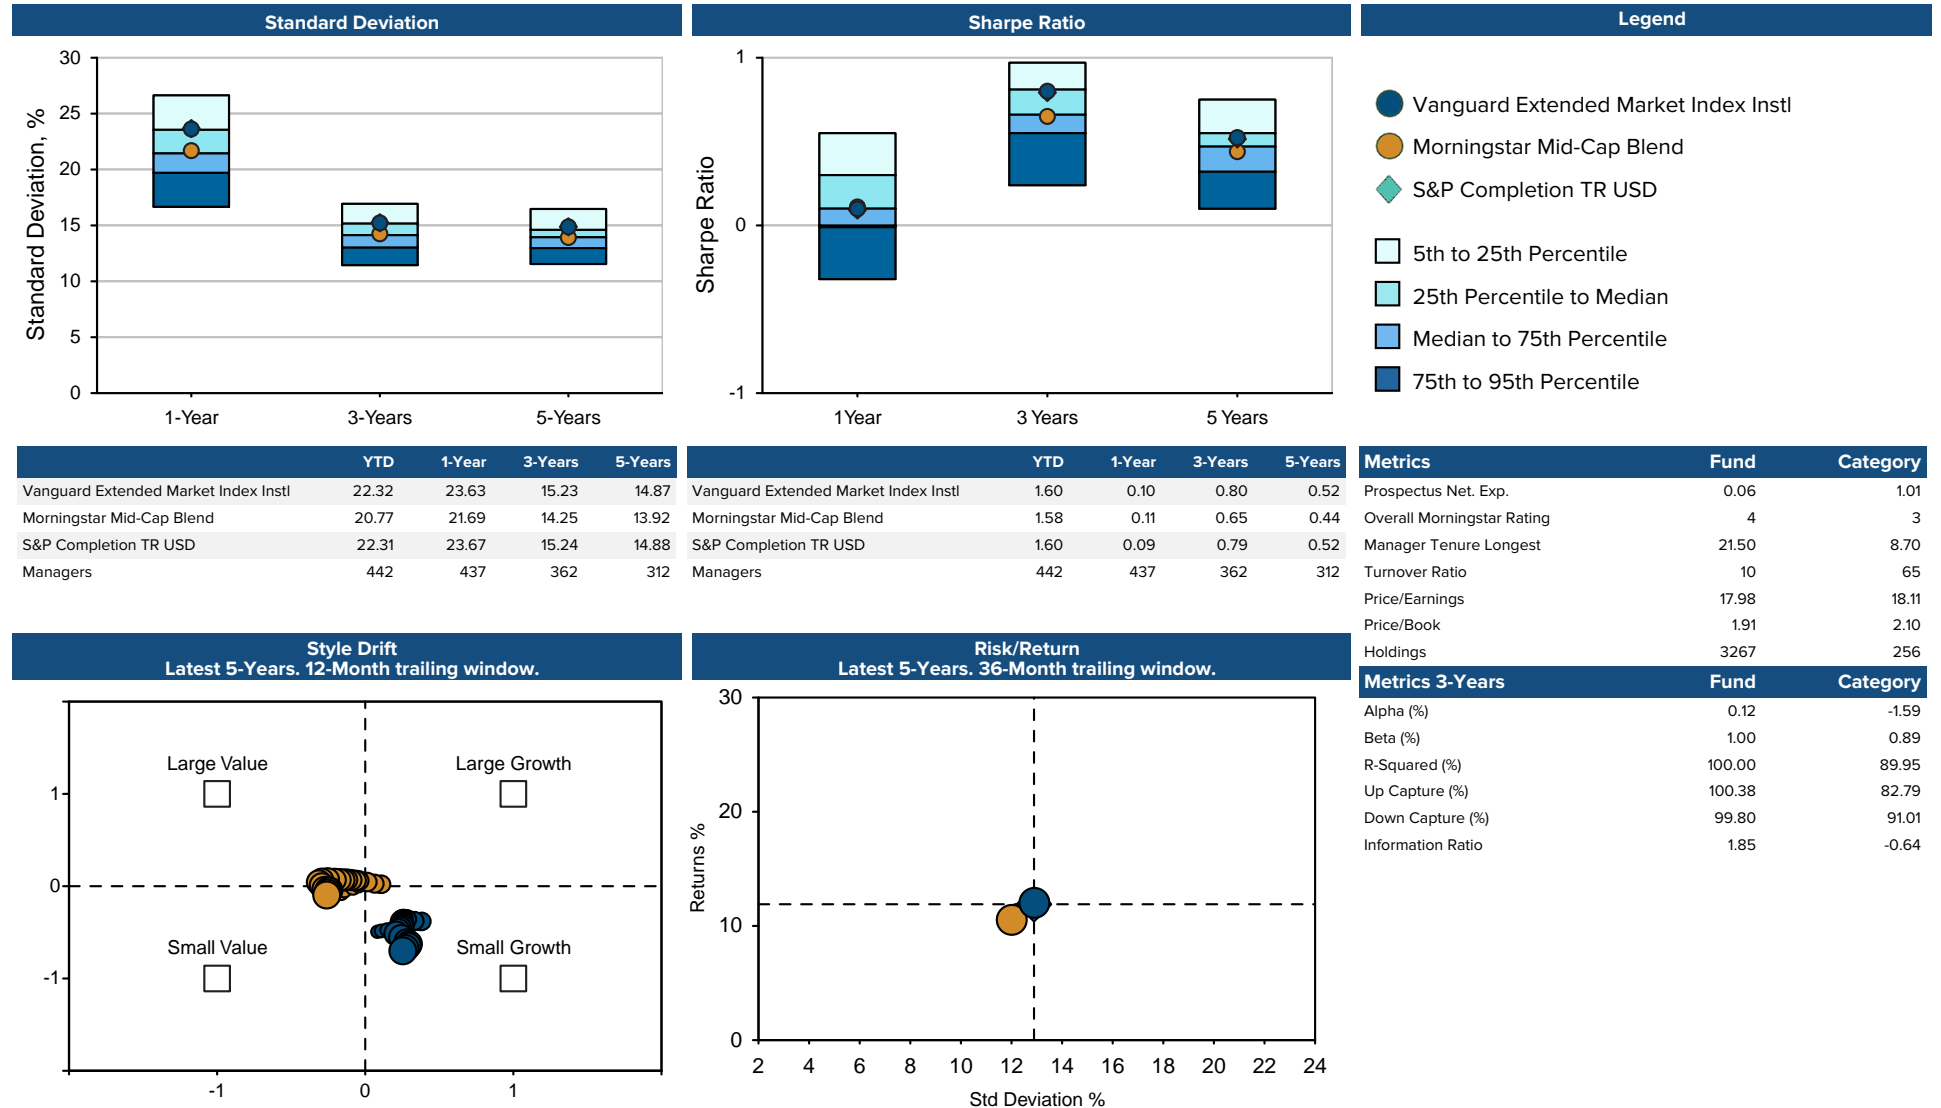 Standard Deviation
30
25
20
15
10
5
0
Standard Deviation, %
1-Year
3-Years
5-Years
Sharpe Ratio
1
0
-1
Sharpe Ratio
1Year
3 Years
5 Years
Legend
Vanguard Extended Market Index Instl
Morningstar Mid-Cap Blend
S&P Completion TR USD
5th to 25th Percentile
25th Percentile to Median
Median to 75th Percentile
75th to 95th Percentile
YTD 1-Year 3-Years 5-Years
Vanguard Extended Market Index Instl 22.32 23.63 15.23 14.87
Morningstar Mid-Cap Blend 20.77 21.69 14.25 13.92
S&P Completion TR USD 22.31 23.67 15.24 14.88
Managers 442 437 362 312
YTD 1-Year 3-Years 5-Years
Vanguard Extended Market Index Instl 1.60 0.10 0.80 0.52
Morningstar Mid-Cap Blend 1.58 0.11 0.65 0.44
S&P Completion TR USD 1.60 0.09 0.79 0.52
Managers 442 437 362 312
Metrics Fund Category
Prospectus Net. Exp. 0.06 1.01
Overall Morningstar Rating 4 3
Manager Tenure Longest 21.50 8.70
Turnover Ratio 10 65
Price/Earnings 17.98 18.11
Price/Book 1.91 2.10
Holdings 3267 256
Metrics 3-Years Fund Category
Alpha (%) 0.12 -1.59
Beta (%) 1.00 0.89
R-Squared (%) 100.00 89.95
Up Capture (%) 100.38 82.79
Down Capture (%) 99.80 91.01
Information Ratio 1.85 -0.64
Style Drift
Latest 5-Years. 12-Month trailing window.
Large Value
Large Growth
1
0
Small Value
Small Growth
-1
-1 0 1
Risk/Return
Latest 5-Years. 36-Month trailing window.
30
20
10
0
Returns %
2 4 6 8 10 12 14 16 18 20 22 24
Std Deviation %